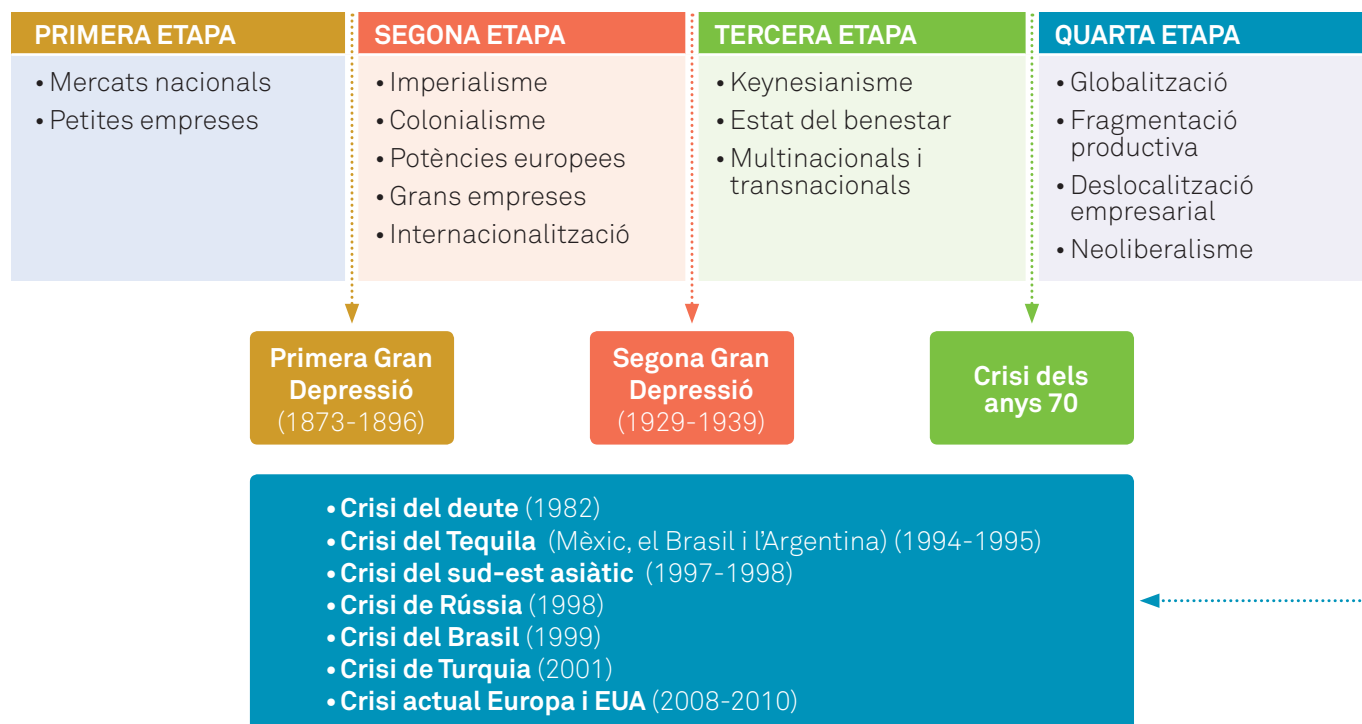 PRIMERA ETAPA
• Mercats nacionals
• Petites empreses
SEGONA ETAPA
• Imperialisme
• Colonialisme
• Potències europees
• Grans empreses
• Internacionalització
TERCERA ETAPA
• Keynesianisme
• Estat del benestar
• Multinacionals i
transnacionals
QUARTA ETAPA
• Globalització
• Fragmentació
productiva
• Deslocalització
empresarial
• Neoliberalisme
Primera Gran
Depressió
(1873-1896)
Segona Gran
Depressió
(1929-1939)
Crisi dels
anys 70
• Crisi del deute (1982)
• Crisi del Tequila (Mèxic, el Brasil i l'Argentina) (1994-1995)
• Crisi del sud-est asiàtic (1997-1998)
• Crisi de Rússia (1998)
• Crisi del Brasil (1999)
• Crisi de Turquia (2001)
• Crisi actual Europa i EUA (2008-2010)